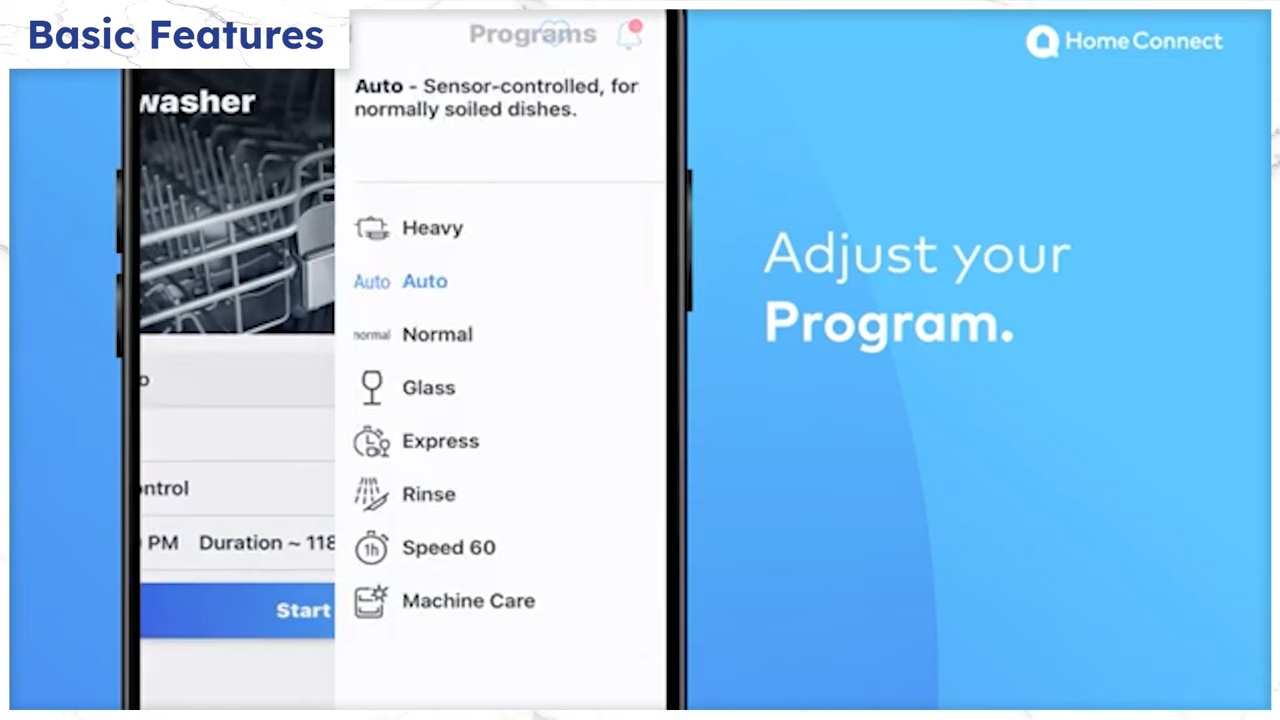 Basic Features
Programs
Home Connect
Auto - Sensor-controlled, for
normally soiled dishes.
washer
Heavy
Auto Auto
normal Normal
Glass
Express
Rinse
1h Speed 60
Machine Care
ontrol
PM Duration ~ 118
Start
Adjust your
Program.